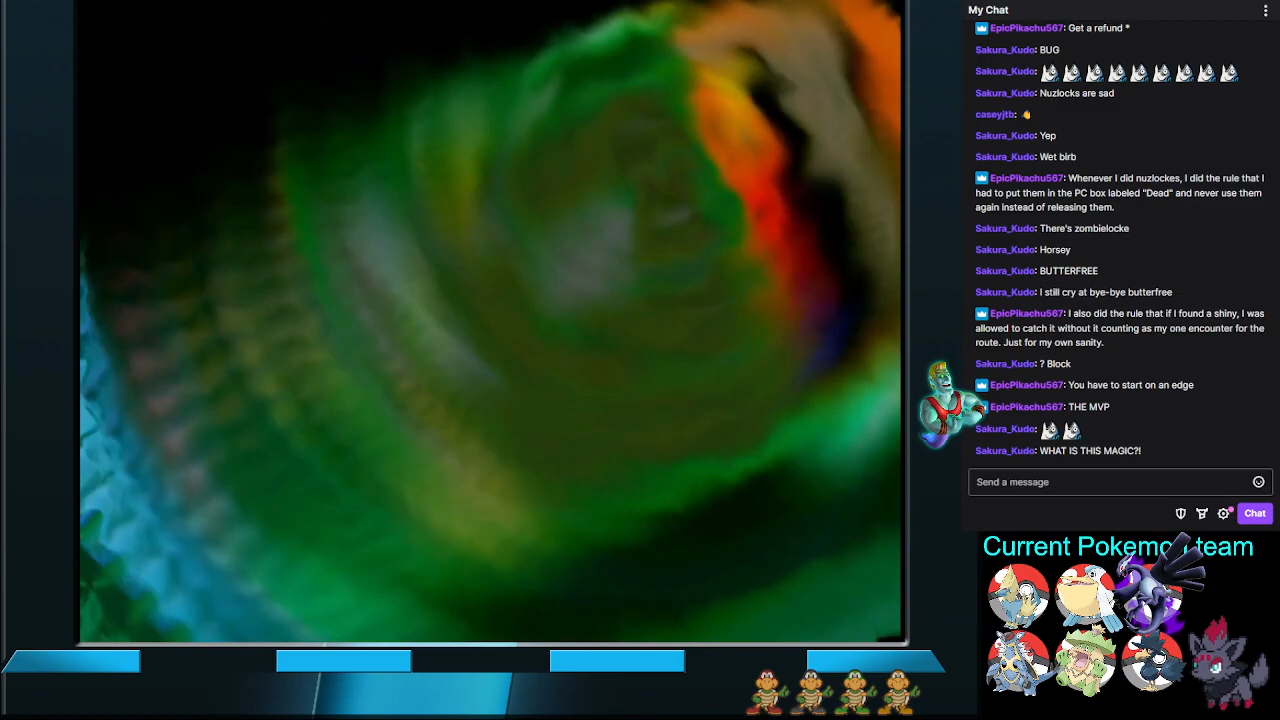 My Chat
EpicPikachu567: Get a refund *
Sakura_Kudo: BUG
Sakura_Kudo:
Sakura_Kudo: Nuzlocks are sad
caseyjtb: 👏
Sakura_Kudo: Yep
Sakura_Kudo: Wet birb
EpicPikachu567: Whenever I did nuzlockes, I did the rule that I
had to put them in the PC box labeled "Dead" and never use them
again instead of releasing them.
Sakura_Kudo: There's zombielocke
Sakura_Kudo: Horsey
Sakura_Kudo: BUTTERFREE
Sakura_Kudo: I still cry at bye-bye butterfree
EpicPikachu567: I also did the rule that if I found a shiny, I was
allowed to catch it without it counting as my one encounter for the
route. Just for my own sanity.
Sakura_Kudo: ? Block
EpicPikachu567: You have to start on an edge
EpicPikachu567: THE MVP
Sakura_Kudo:
Sakura_Kudo: WHAT IS THIS MAGIC?!
Send a message
Chat
Current Pokemon team